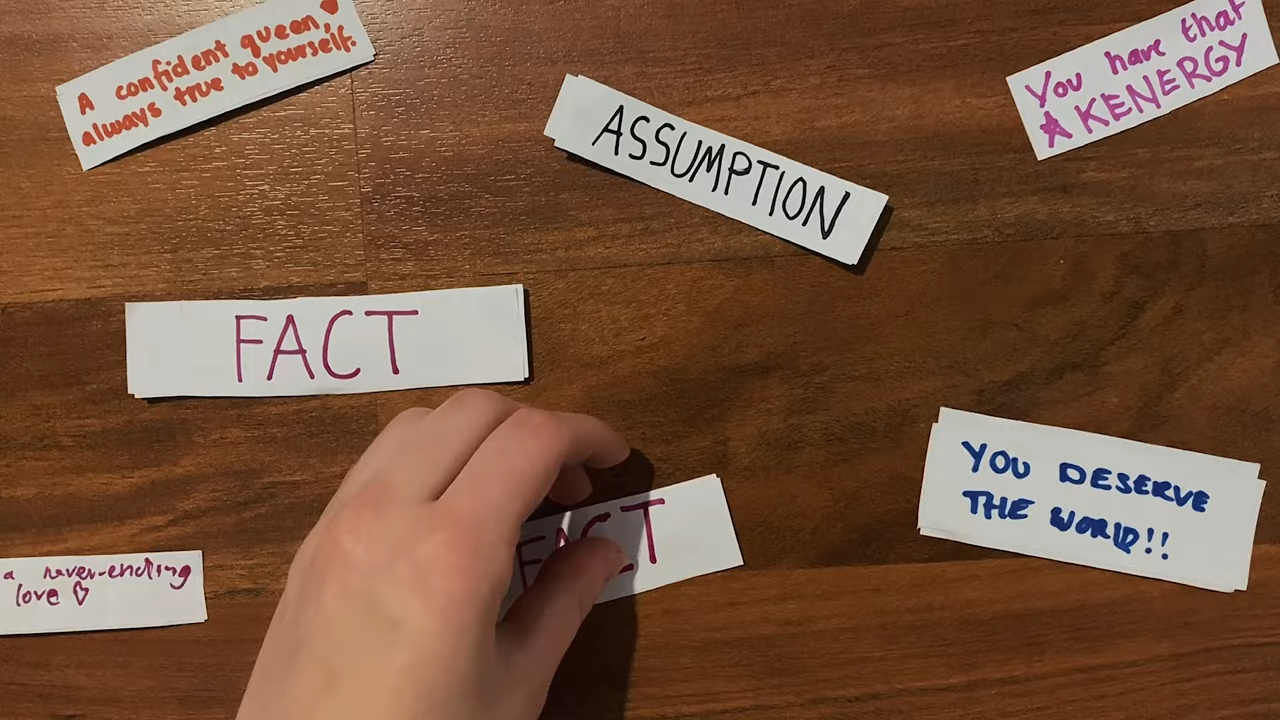 A confident queen,
always true to yourself.
ASSUMPTION
You have that
KENERGY
FACT
YOU DESERVE
THE WORLD!!
FACT
a never-ending
love